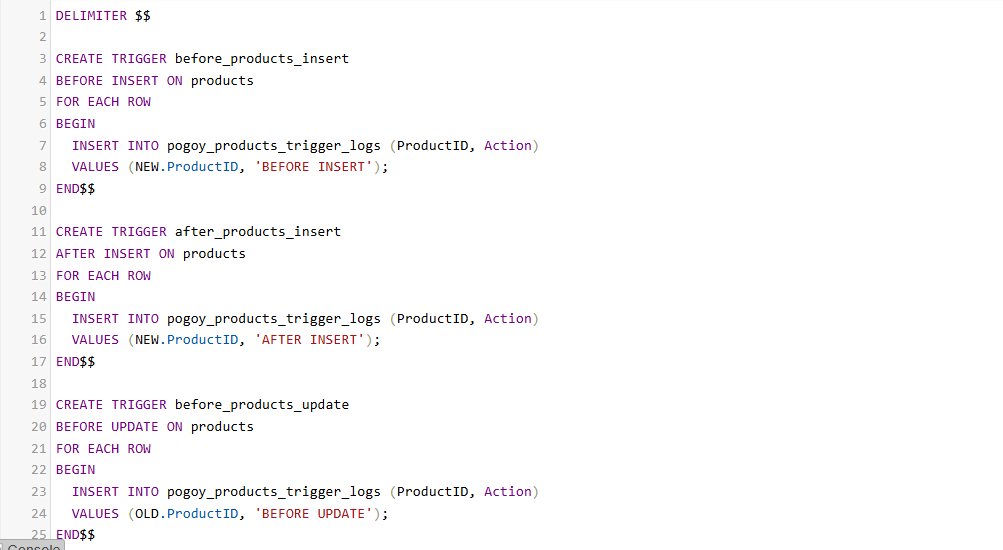 1 DELIMITER $$
2
3 CREATE TRIGGER before_products_insert
4 BEFORE INSERT ON products
5 FOR EACH ROW
6 BEGIN
7   INSERT INTO pogoy_products_trigger_logs (ProductID, Action)
8   VALUES (NEW.ProductID, 'BEFORE INSERT');
9 END$$
10
11 CREATE TRIGGER after_products_insert
12 AFTER INSERT ON products
13 FOR EACH ROW
14 BEGIN
15   INSERT INTO pogoy_products_trigger_logs (ProductID, Action)
16   VALUES (NEW.ProductID, 'AFTER INSERT');
17 END$$
18
19 CREATE TRIGGER before_products_update
20 BEFORE UPDATE ON products
21 FOR EACH ROW
22 BEGIN
23   INSERT INTO pogoy_products_trigger_logs (ProductID, Action)
24   VALUES (OLD.ProductID, 'BEFORE UPDATE');
25 END$$
Console